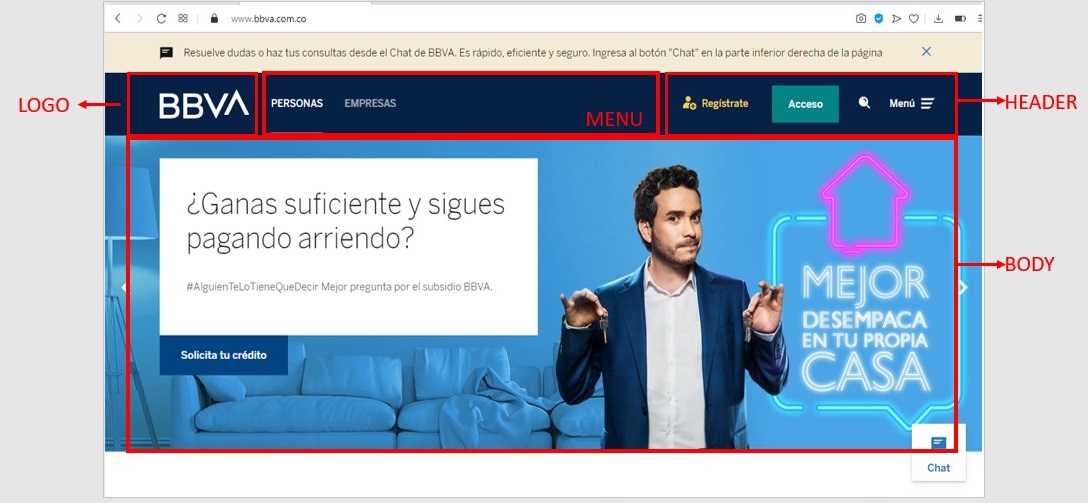 www.bbva.com.co
Resuelve dudas o haz tus consultas desde el Chat de BBVA. Es rápido, eficiente y seguro. Ingresa al botón "Chat" en la parte inferior derecha de la página
LOGO
BBVA
PERSONAS
EMPRESAS
MENU
Regístrate
Acceso
Menú
HEADER
¿Ganas suficiente y sigues
pagando arriendo?
#AlguienTeLoTieneQueDecir Mejor pregunta por el subsidio BBVA.
Solicita tu crédito
BODY
MEJOR
DESEMPACA
EN TU PROPIA
CASA
Chat